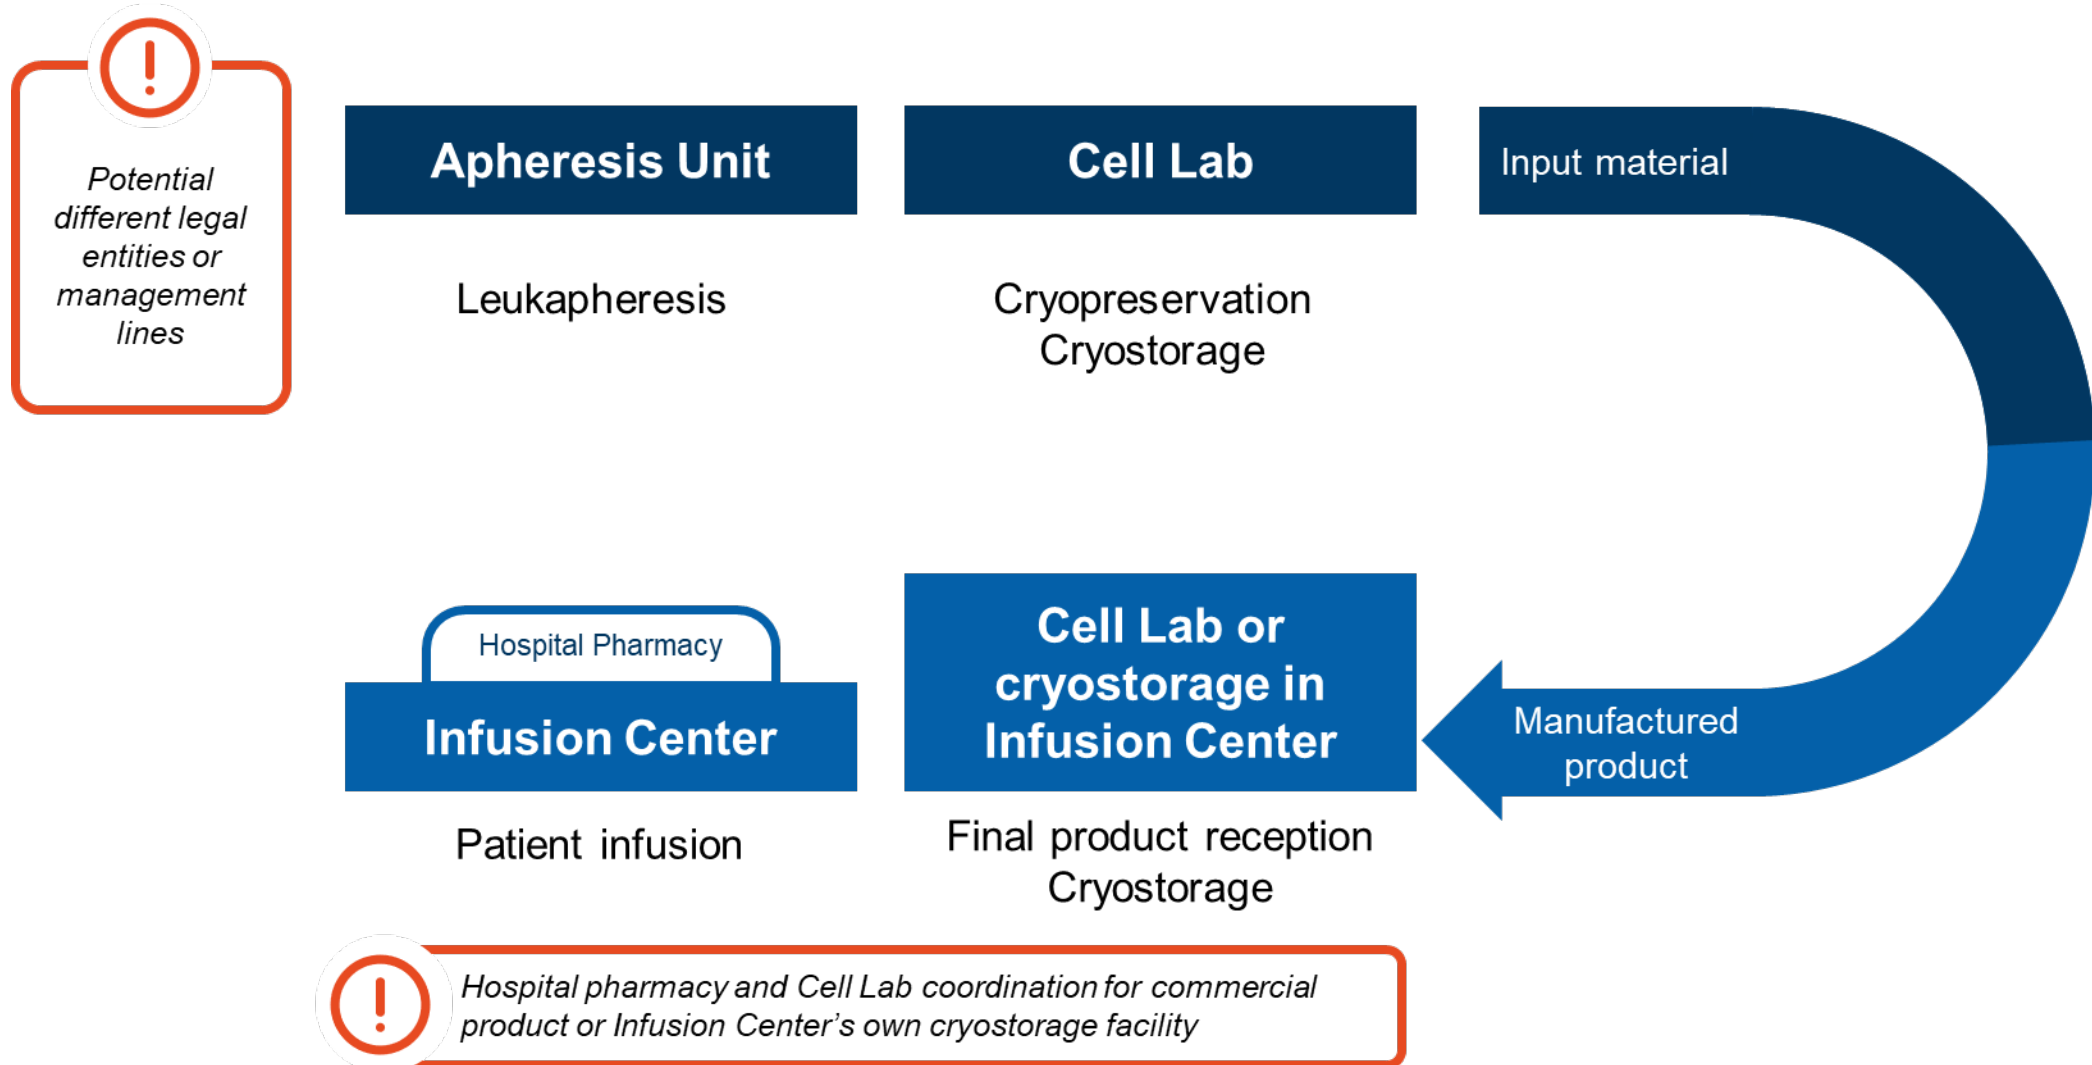 Potential
different legal
entities or
management
lines
Apheresis Unit
Leukapheresis
Cell Lab
Cryopreservation
Cryostorage
Input material
Manufactured
product
Cell Lab or
cryostorage in
Infusion Center
Final product reception
Cryostorage
Hospital Pharmacy
Infusion Center
Patient infusion
Hospital pharmacy and Cell Lab coordination for commercial
product or Infusion Center’s own cryostorage facility